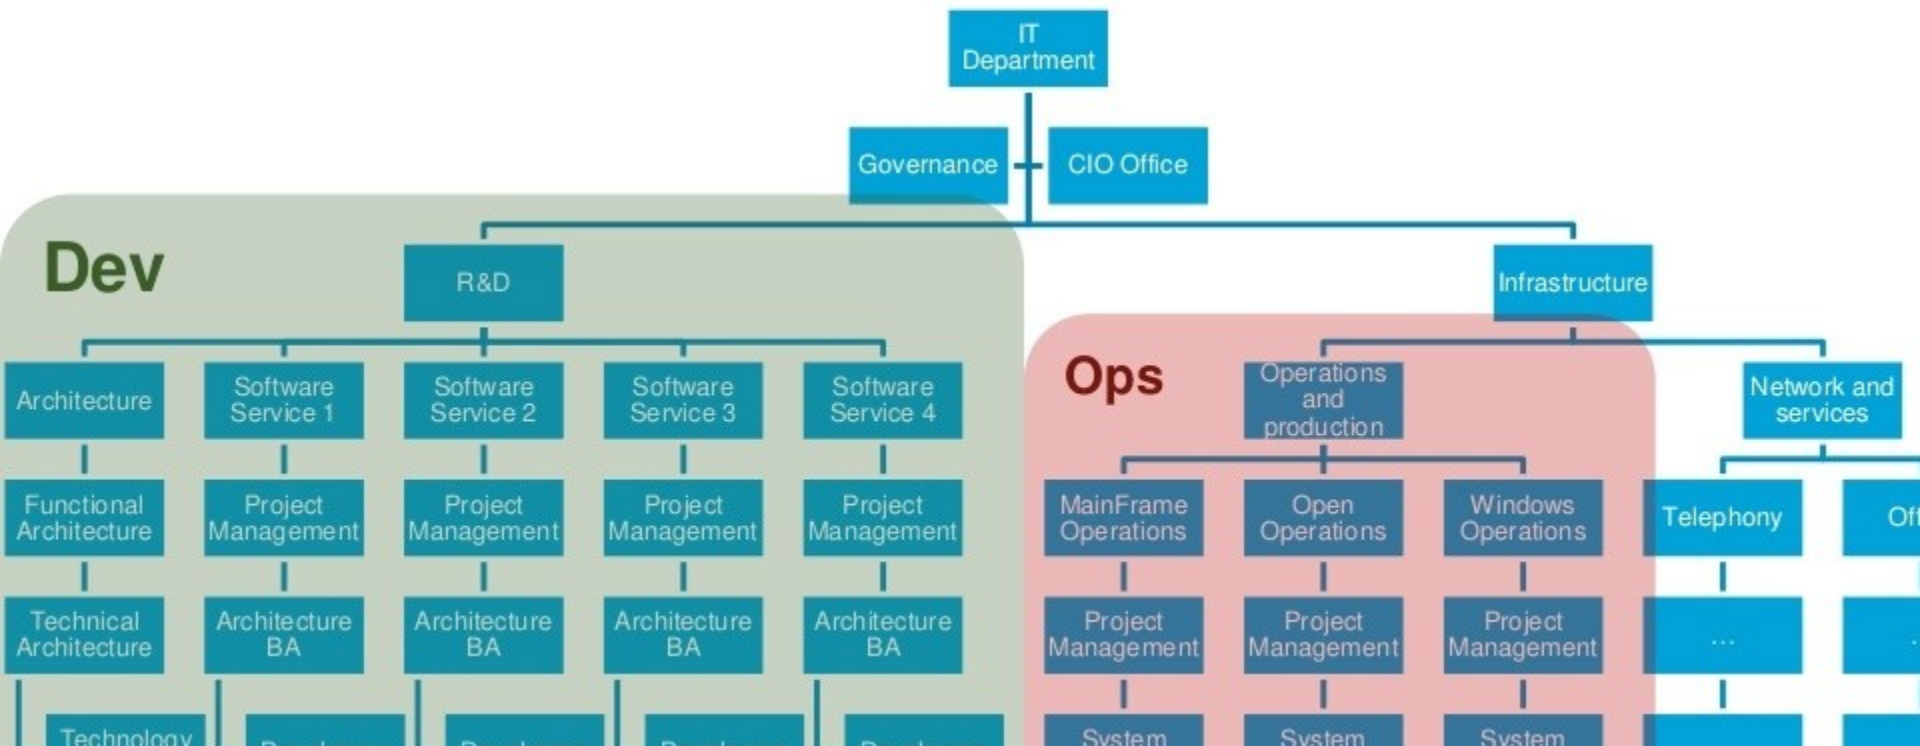 IT
Department
Governance
CIO Office
Dev
R&D
Infrastructure
Ops
Architecture
Software
Service 1
Software
Service 2
Software
Service 3
Software
Service 4
Operations
and
production
Network and
services
Functional
Architecture
Project
Management
Project
Management
Project
Management
Project
Management
MainFrame
Operations
Open
Operations
Windows
Operations
Telephony
Technical
Architecture
Architecture
BA
Architecture
BA
Architecture
BA
Architecture
BA
Project
Management
Project
Management
Project
Management
...
Technology
System
System
System